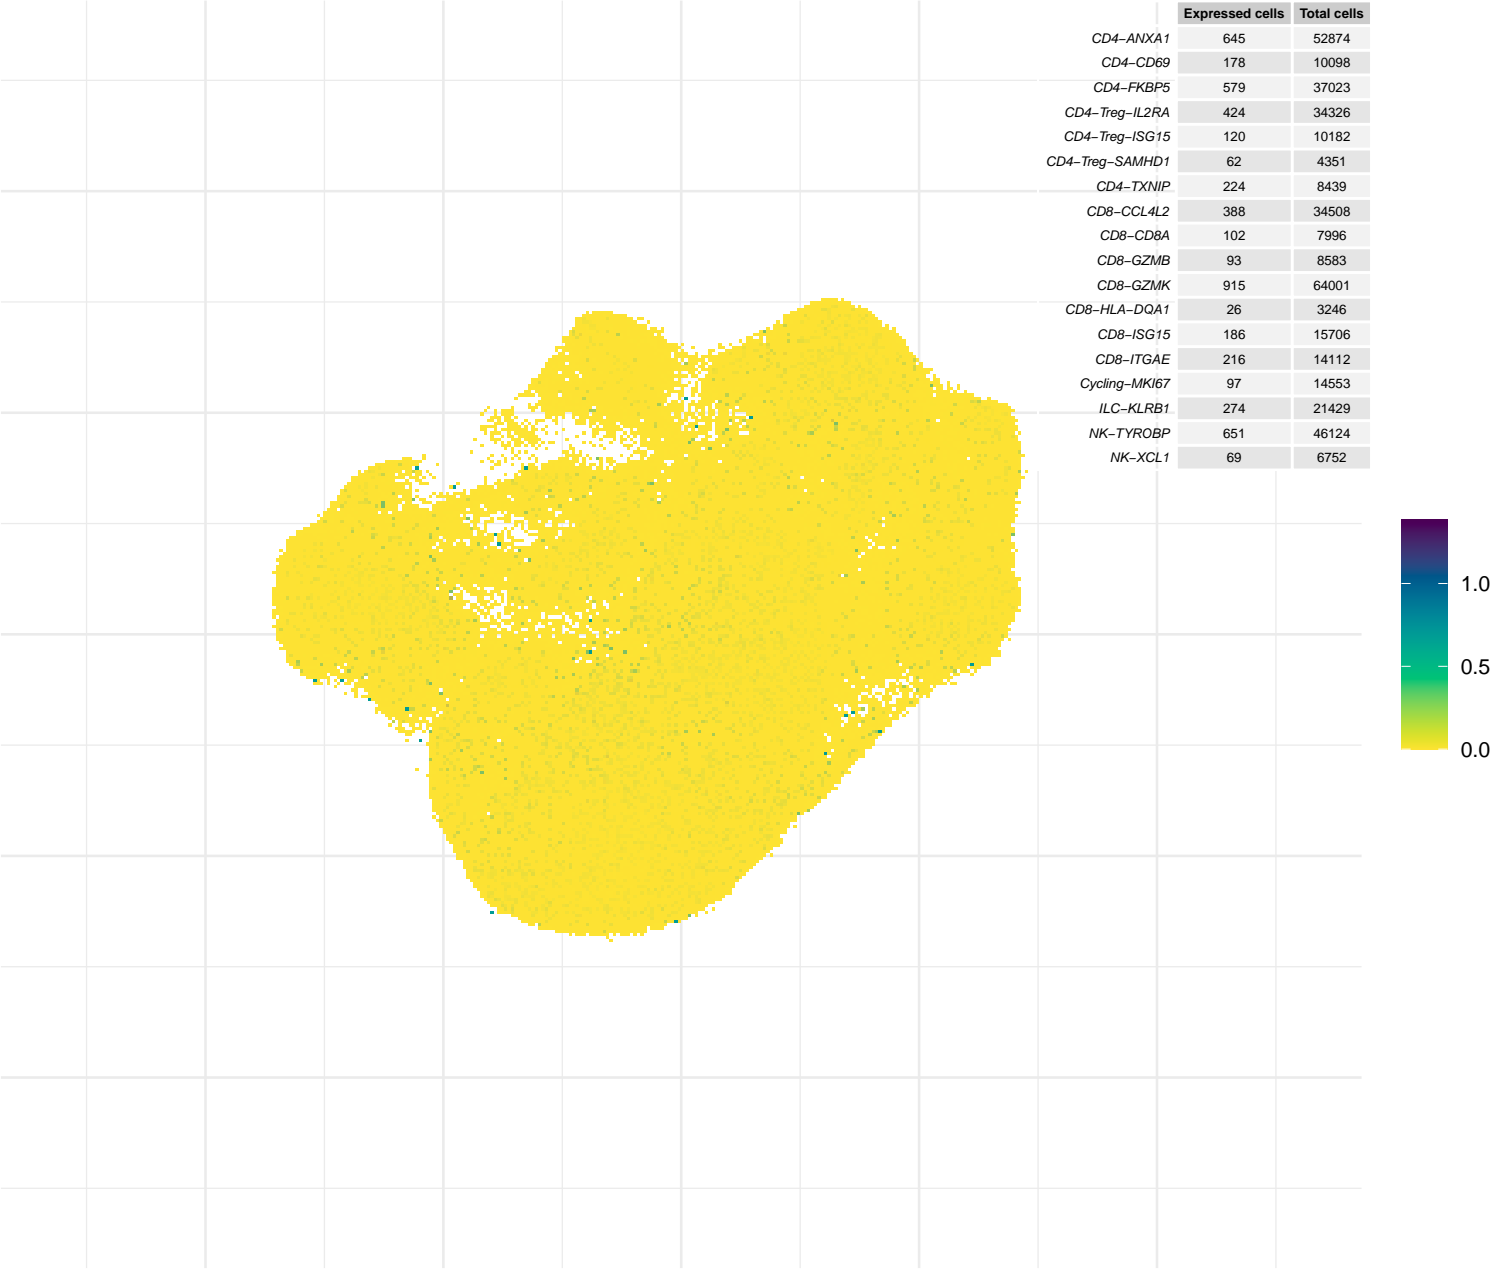 Expressed cells Total cells
CD4−ANXA1 645 52874
CD4−CD69 178 10098
CD4−FKBP5 579 37023
CD4−Treg−IL2RA 424 34326
CD4−Treg−ISG15 120 10182
CD4−Treg−SAMHD1 62 4351
CD4−TXNIP 224 8439
CD8−CCL4L2 388 34508
CD8−CD8A 102 7996
CD8−GZMB 93 8583
CD8−GZMK 915 64001
CD8−HLA−DQA1 26 3246
CD8−ISG15 186 15706
CD8−ITGAE 216 14112
Cycling−MKI67 97 14553
ILC−KLRB1 274 21429
NK−TYROBP 651 46124
NK−XCL1 69 6752
1.0
0.5
0.0